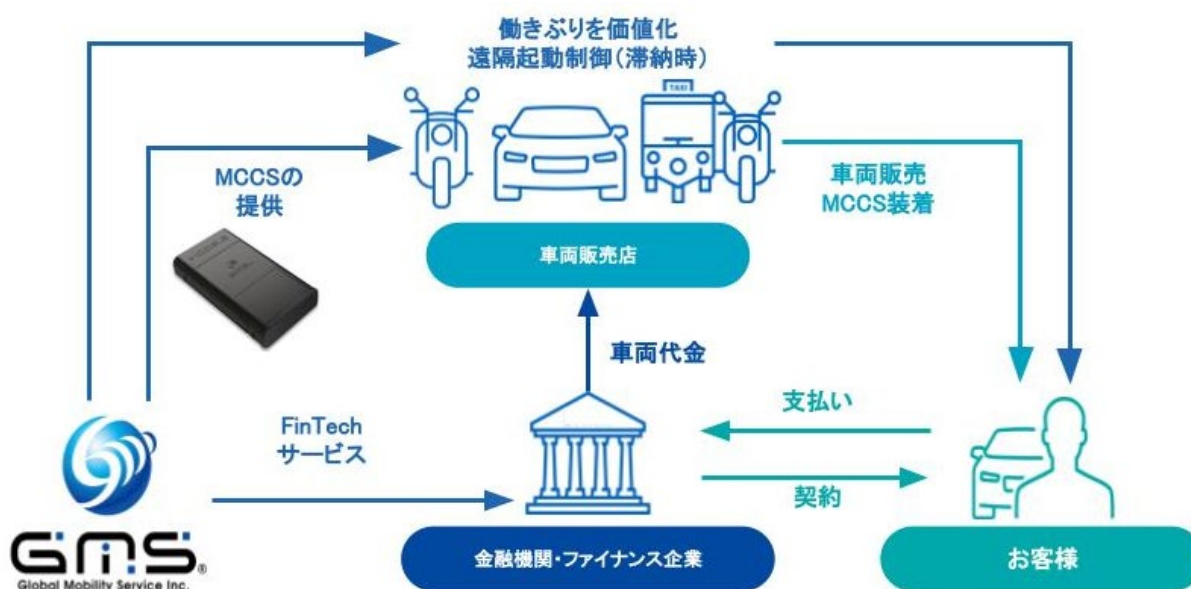 働きぶりを価値化
遠隔起動制御（滞納時）
TAXI
MCCSの
提供
車両販売
MCCS装着
車両販売店
車両代金
FinTech
サービス
支払い
契約
GMS®
Global Mobility Service Inc.
金融機関・ファイナンス企業
お客様